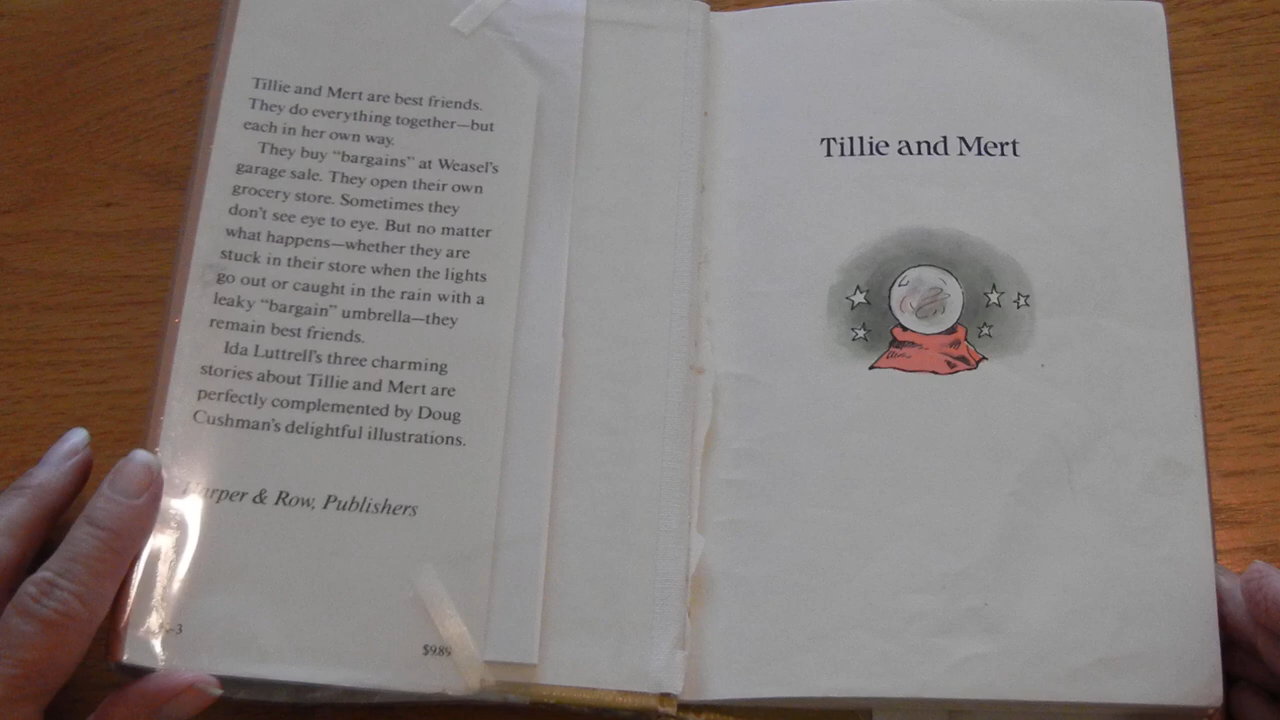 Tillie and Mert are best friends.
They do everything together—but
each in her own way.
They buy "bargains" at Weasel's
garage sale. They open their own
grocery store. Sometimes they
don't see eye to eye. But no matter
what happens—whether they are
stuck in their store when the lights
go out or caught in the rain with a
leaky "bargain" umbrella—they
remain best friends.
Ida Luttrell's three charming
stories about Tillie and Mert are
perfectly complemented by Doug
Cushman's delightful illustrations.
Harper & Row, Publishers
–3
$9.89
Tillie and Mert